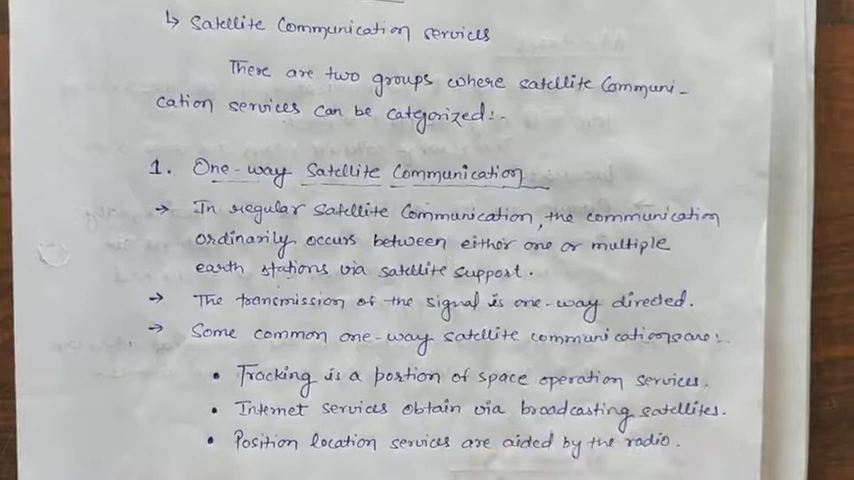 ↳ Satellite Communication services
There are two groups where satellite Communi-
cation services can be categorized:-
1. One-way Satellite Communication
→ In regular satellite Communication, the communication
ordinarily occurs between either one or multiple
earth stations via satellite support.
→ The transmission of the signal is one-way directed.
→ Some common one-way satellite communications are:-
• Tracking is a portion of space operation services.
• Internet services obtain via broadcasting satellites.
• Position location services are aided by the radio.